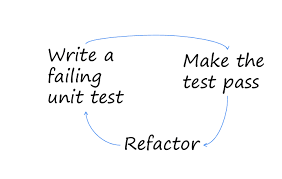 Write a
failing
unit test
Make the
test pass
Refactor